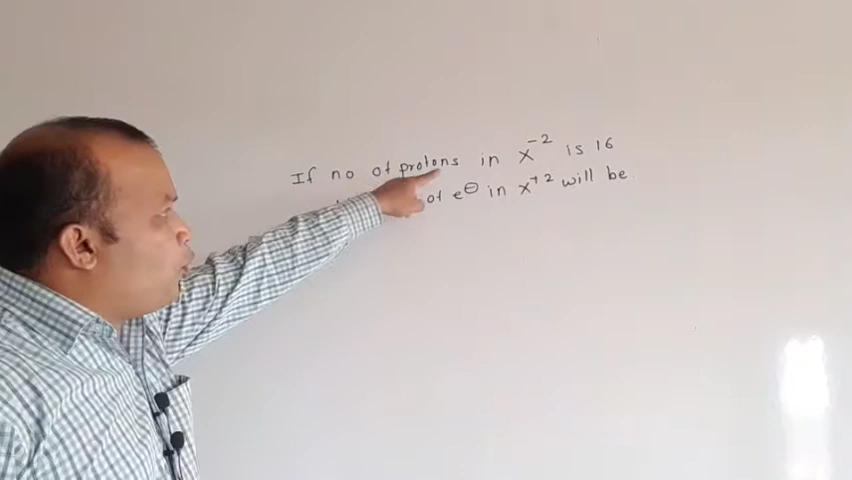 If no of protons in X⁻² is 16
of e⊖ in X⁺² will be